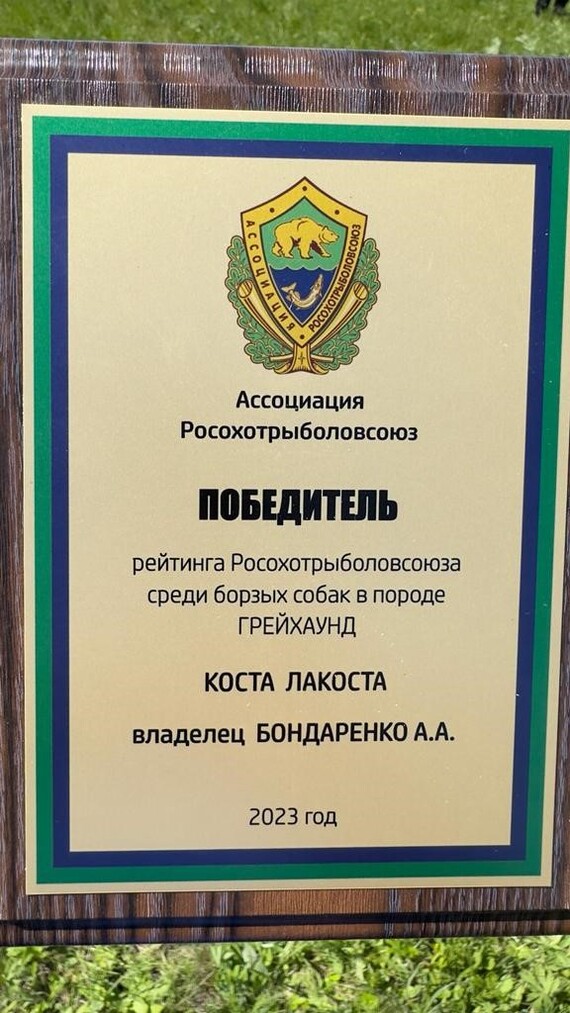 АССОЦИАЦИЯ
РОСОХОТРЫБОЛОВСОЮЗ
Ассоциация
Росохотрыболовсоюз
ПОБЕДИТЕЛЬ
рейтинга Росохотрыболовсоюза
среди борзых собак в породе
ГРЕЙХАУНД
КОСТА ЛАКОСТА
владелец БОНДАРЕНКО А.А.
2023 год